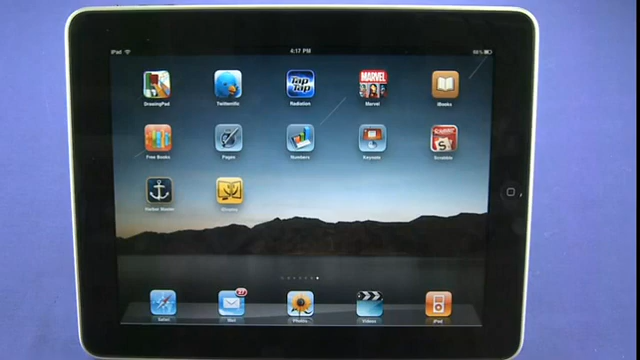 iPad 4:17 PM
DrawingPad Twitterrific Radiation Marvel iBooks
TAP TAP
MARVEL
Free Books Pages Numbers Keynote Scrabble
Harbor Master
27
Safari Mail Photos Videos iPod